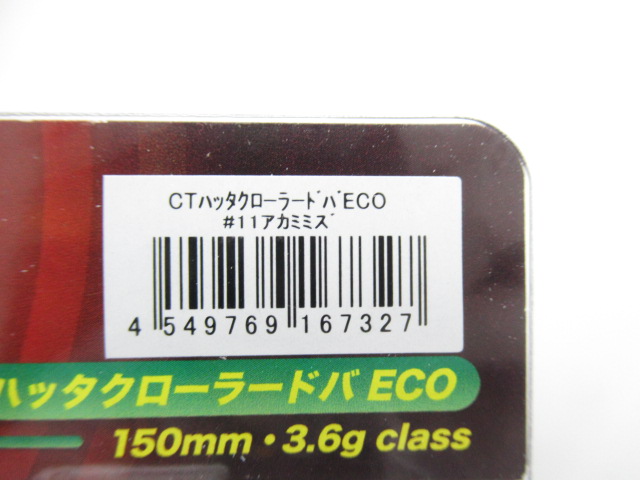 CTハッタクローラードバECO
#11アカミミズ
4 549769 167327
ハッタクローラードバ ECO
150mm・3.6g class